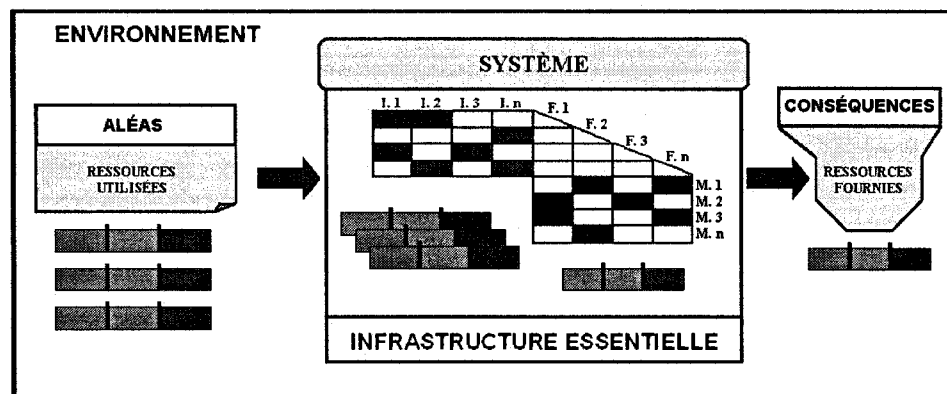 ENVIRONNEMENT
SYSTÈME
ALÉAS
RESSOURCES
UTILISÉES
I. 1 I. 2 I. 3 I. n F. 1
F. 2
F. 3
F. n
M. 1
M. 2
M. 3
M. n
CONSÉQUENCES
RESSOURCES
FOURNIES
INFRASTRUCTURE ESSENTIELLE